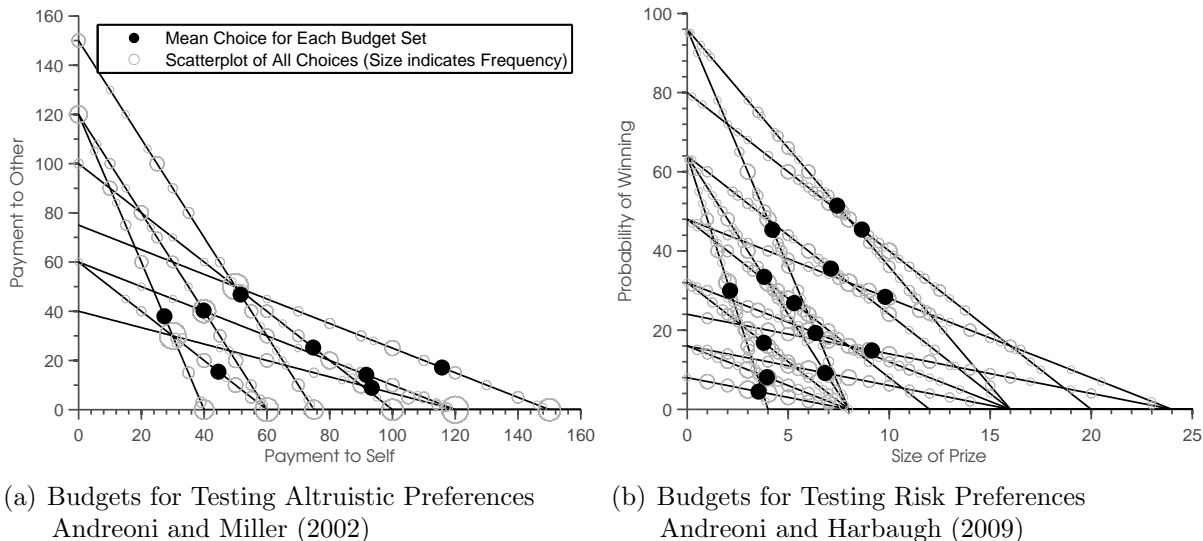 160
140
120
100
80
60
40
20
0
Payment to Other
Mean Choice for Each Budget Set
Scatterplot of All Choices (Size indicates Frequency)
0 20 40 60 80 100 120 140 160
Payment to Self
100
80
60
40
20
0
Probability of Winning
0 5 10 15 20 25
Size of Prize
(a) Budgets for Testing Altruistic Preferences
Andreoni and Miller (2002)
(b) Budgets for Testing Risk Preferences
Andreoni and Harbaugh (2009)